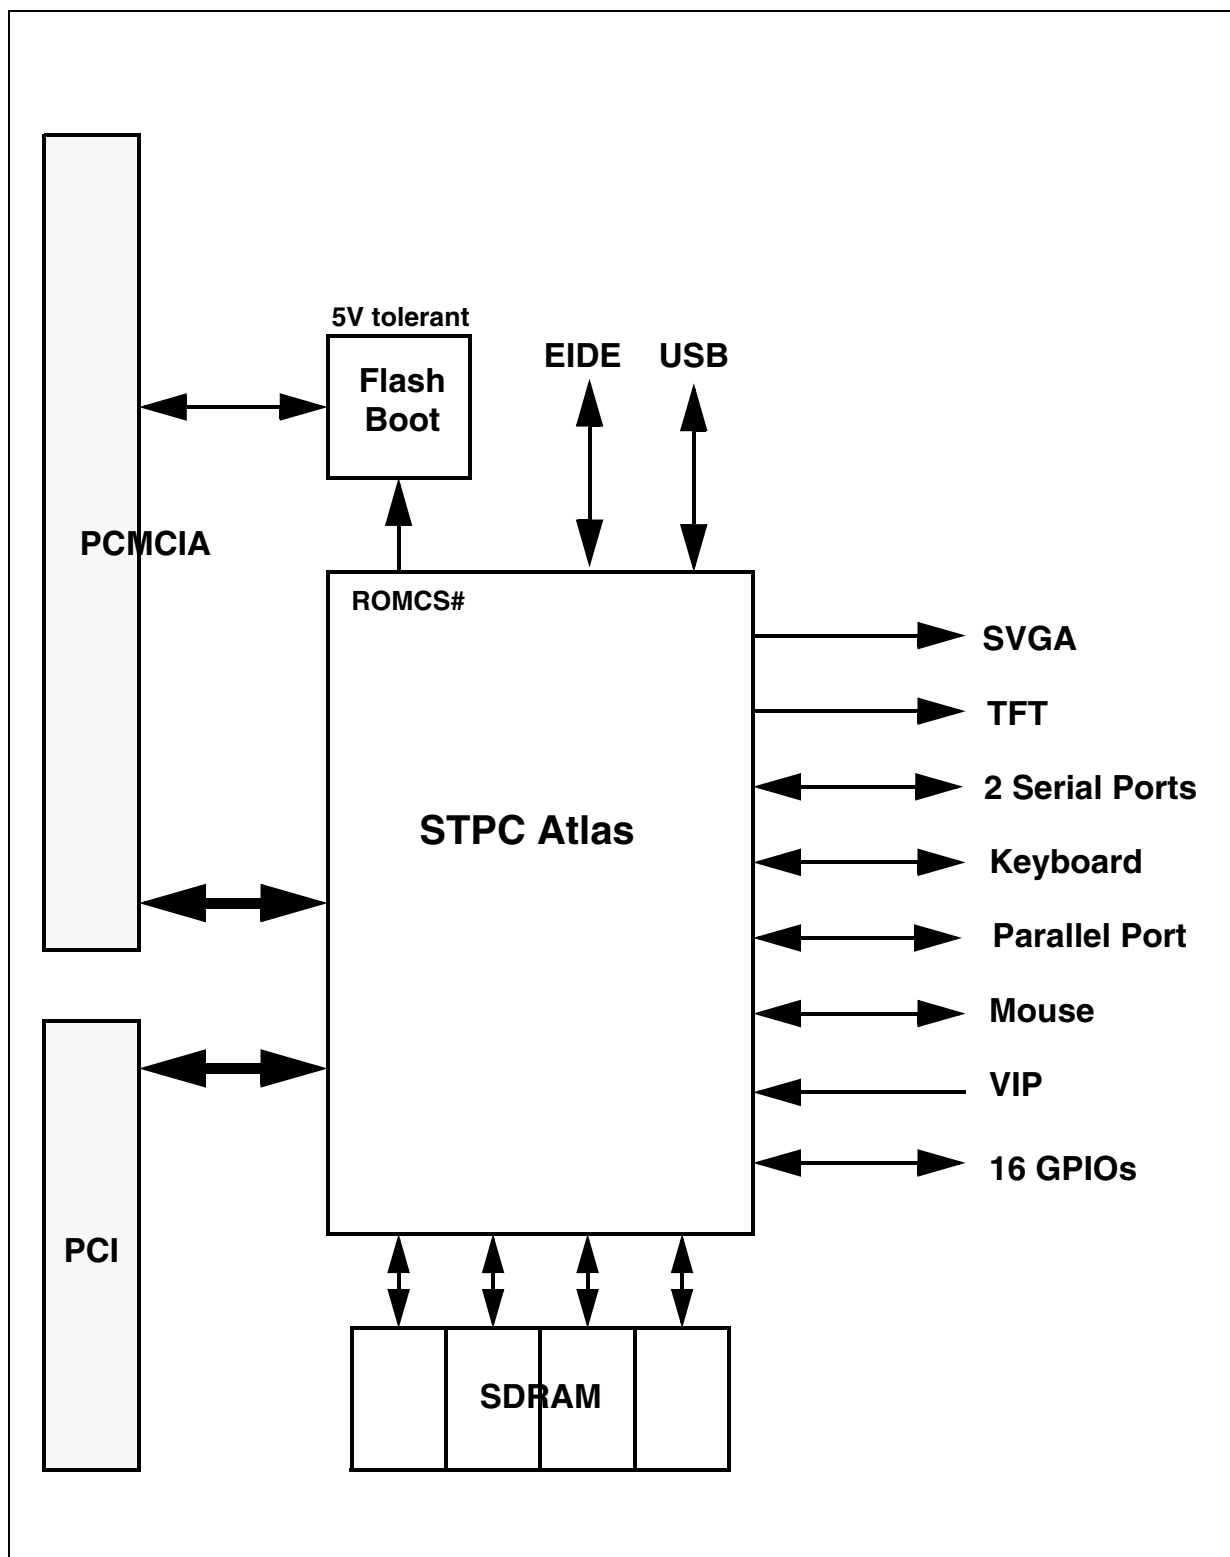 5V tolerant
Flash
Boot
EIDE
USB
PCMCIA
ROMCS#
SVGA
TFT
STPC Atlas
2 Serial Ports
Keyboard
Parallel Port
Mouse
VIP
16 GPIOs
PCI
SDRAM